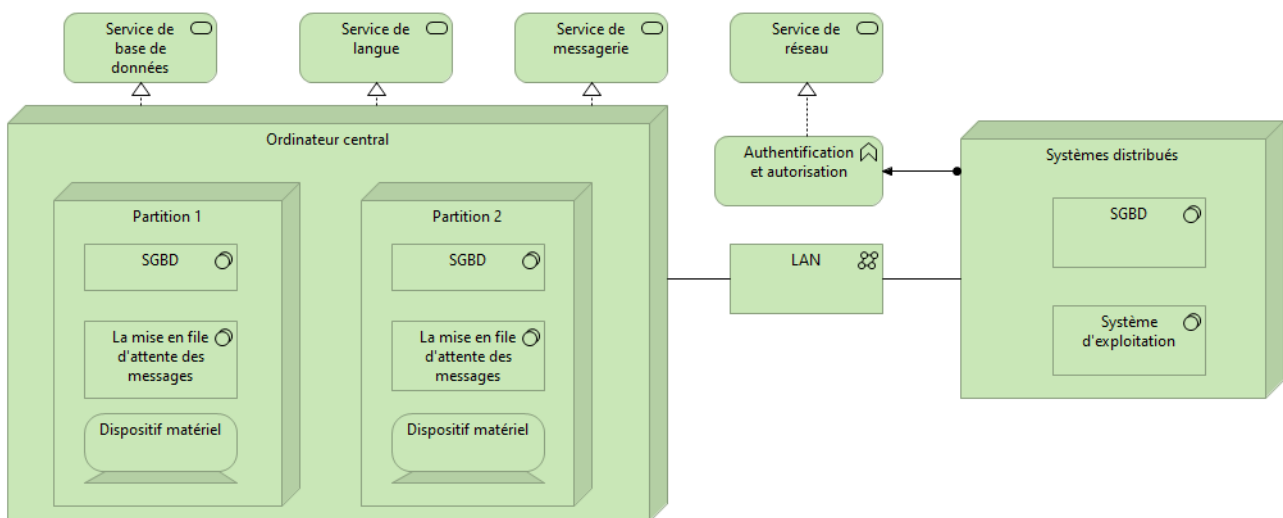 Service de
base de
données
Service de
langue
Service de
messagerie
Service de
réseau
Ordinateur central
Authentification
et autorisation
Systèmes distribués
Partition 1
Partition 2
SGBD
SGBD
LAN
SGBD
La mise en file
d'attente des
messages
La mise en file
d'attente des
messages
Système
d'exploitation
Dispositif matériel
Dispositif matériel